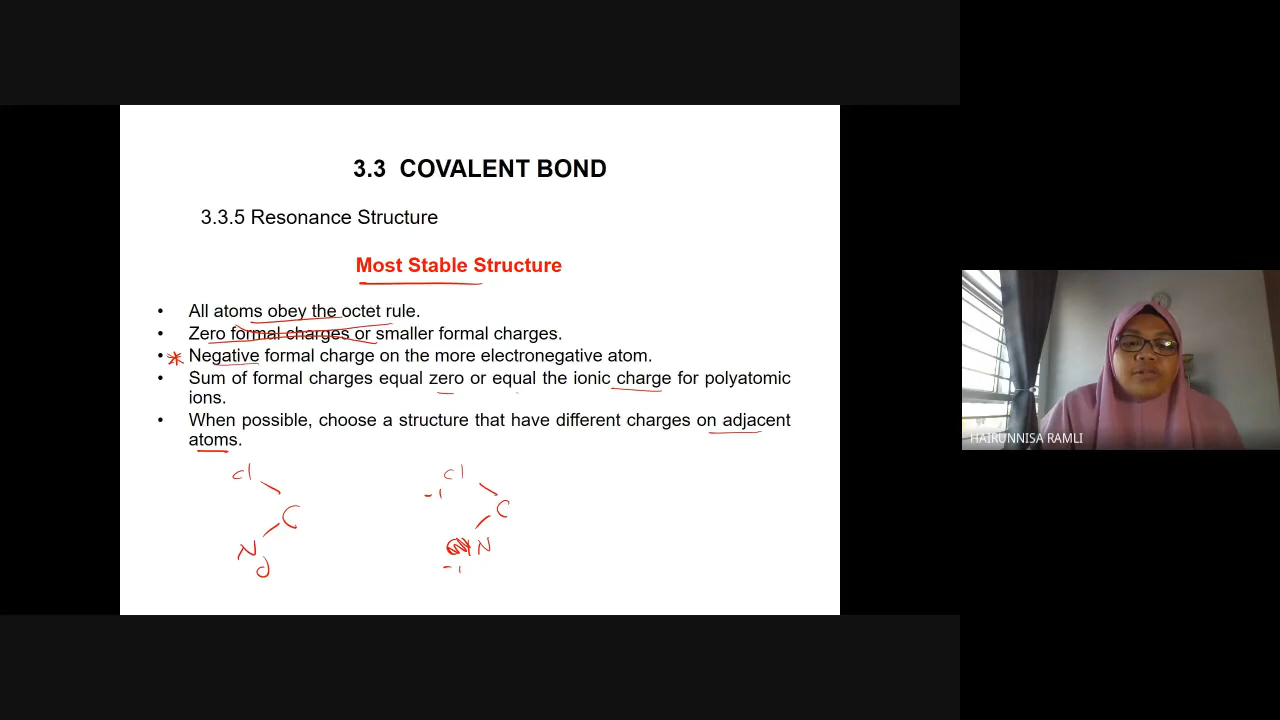 3.3 COVALENT BOND
3.3.5 Resonance Structure
Most Stable Structure
• All atoms obey the octet rule.
• Zero formal charges or smaller formal charges.
• * Negative formal charge on the more electronegative atom.
• Sum of formal charges equal zero or equal the ionic charge for polyatomic
ions.
• When possible, choose a structure that have different charges on adjacent
atoms.
Cl
C
N
0
Cl
-1
C
N
-1
HAIRUNNISA RAMLI